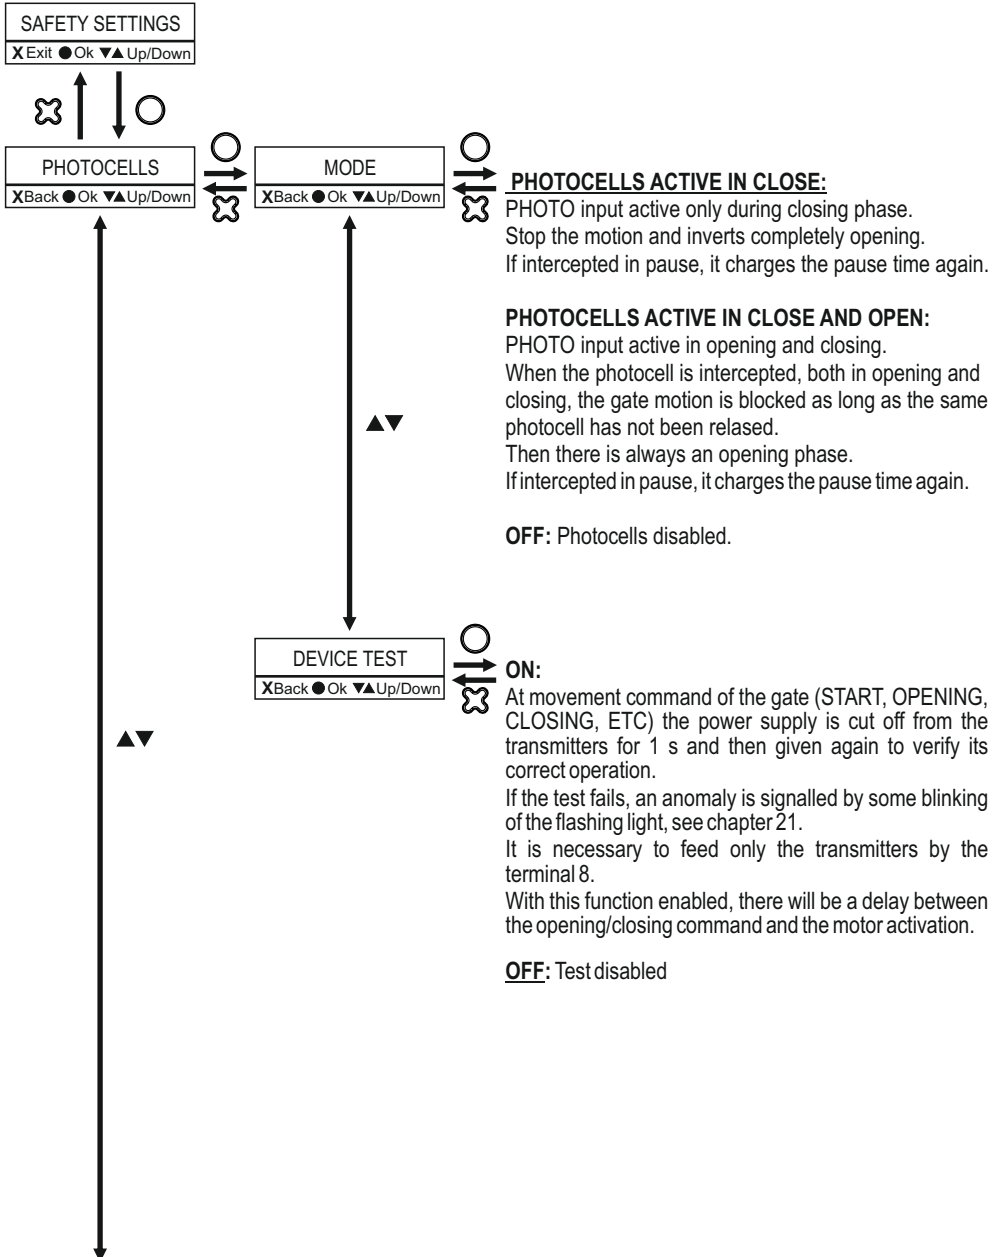 SAFETY SETTINGS
X Exit ● Ok ▼▲ Up/Down
PHOTOCELLS
XBack ● Ok ▼▲Up/Down
MODE
XBack ● Ok ▼▲Up/Down
PHOTOCELLS ACTIVE IN CLOSE:
PHOTO input active only during closing phase.
Stop the motion and inverts completely opening.
If intercepted in pause, it charges the pause time again.
PHOTOCELLS ACTIVE IN CLOSE AND OPEN:
PHOTO input active in opening and closing.
When the photocell is intercepted, both in opening and
closing, the gate motion is blocked as long as the same
photocell has not been relased.
Then there is always an opening phase.
If intercepted in pause, it charges the pause time again.
OFF: Photocells disabled.
▲▼
DEVICE TEST
XBack ● Ok ▼▲Up/Down
ON:
At movement command of the gate (START, OPENING,
CLOSING, ETC) the power supply is cut off from the
transmitters for 1 s and then given again to verify its
correct operation.
If the test fails, an anomaly is signalled by some blinking
of the flashing light, see chapter 21.
It is necessary to feed only the transmitters by the
terminal 8.
With this function enabled, there will be a delay between
the opening/closing command and the motor activation.
OFF: Test disabled
▲▼